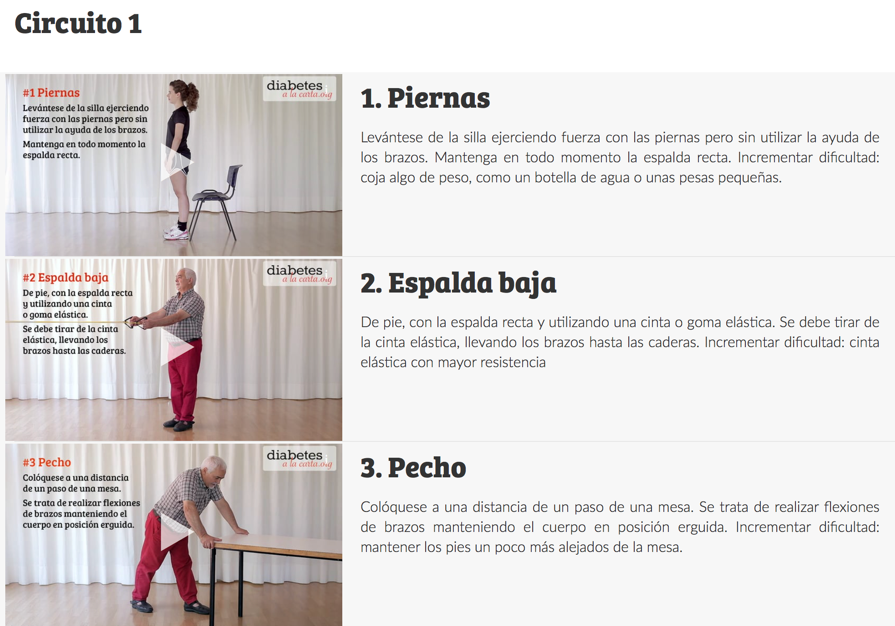 Circuito 1
#1 Piernas
Levántese de la silla ejerciendo
fuerza con las piernas pero sin
utilizar la ayuda de los brazos.
Mantenga en todo momento la
espalda recta.
diabetes
a la carta.org
1. Piernas
Levántese de la silla ejerciendo fuerza con las piernas pero sin utilizar la ayuda de
los brazos. Mantenga en todo momento la espalda recta. Incrementar dificultad:
coja algo de peso, como un botella de agua o unas pesas pequeñas.
#2 Espalda baja
De pie, con la espalda recta
y utilizando una cinta
o goma elástica.
Se debe tirar de la cinta
elástica, llevando los
brazos hasta las caderas.
diabetes
a la carta.org
2. Espalda baja
De pie, con la espalda recta y utilizando una cinta o goma elástica. Se debe tirar de
la cinta elástica, llevando los brazos hasta las caderas. Incrementar dificultad: cinta
elástica con mayor resistencia
#3 Pecho
Colóquese a una distancia
de un paso de una mesa.
Se trata de realizar flexiones
de brazos manteniendo el
cuerpo en posición erguida.
diabetes
a la carta.org
3. Pecho
Colóquese a una distancia de un paso de una mesa. Se trata de realizar flexiones
de brazos manteniendo el cuerpo en posición erguida. Incrementar dificultad:
mantener los pies un poco más alejados de la mesa.